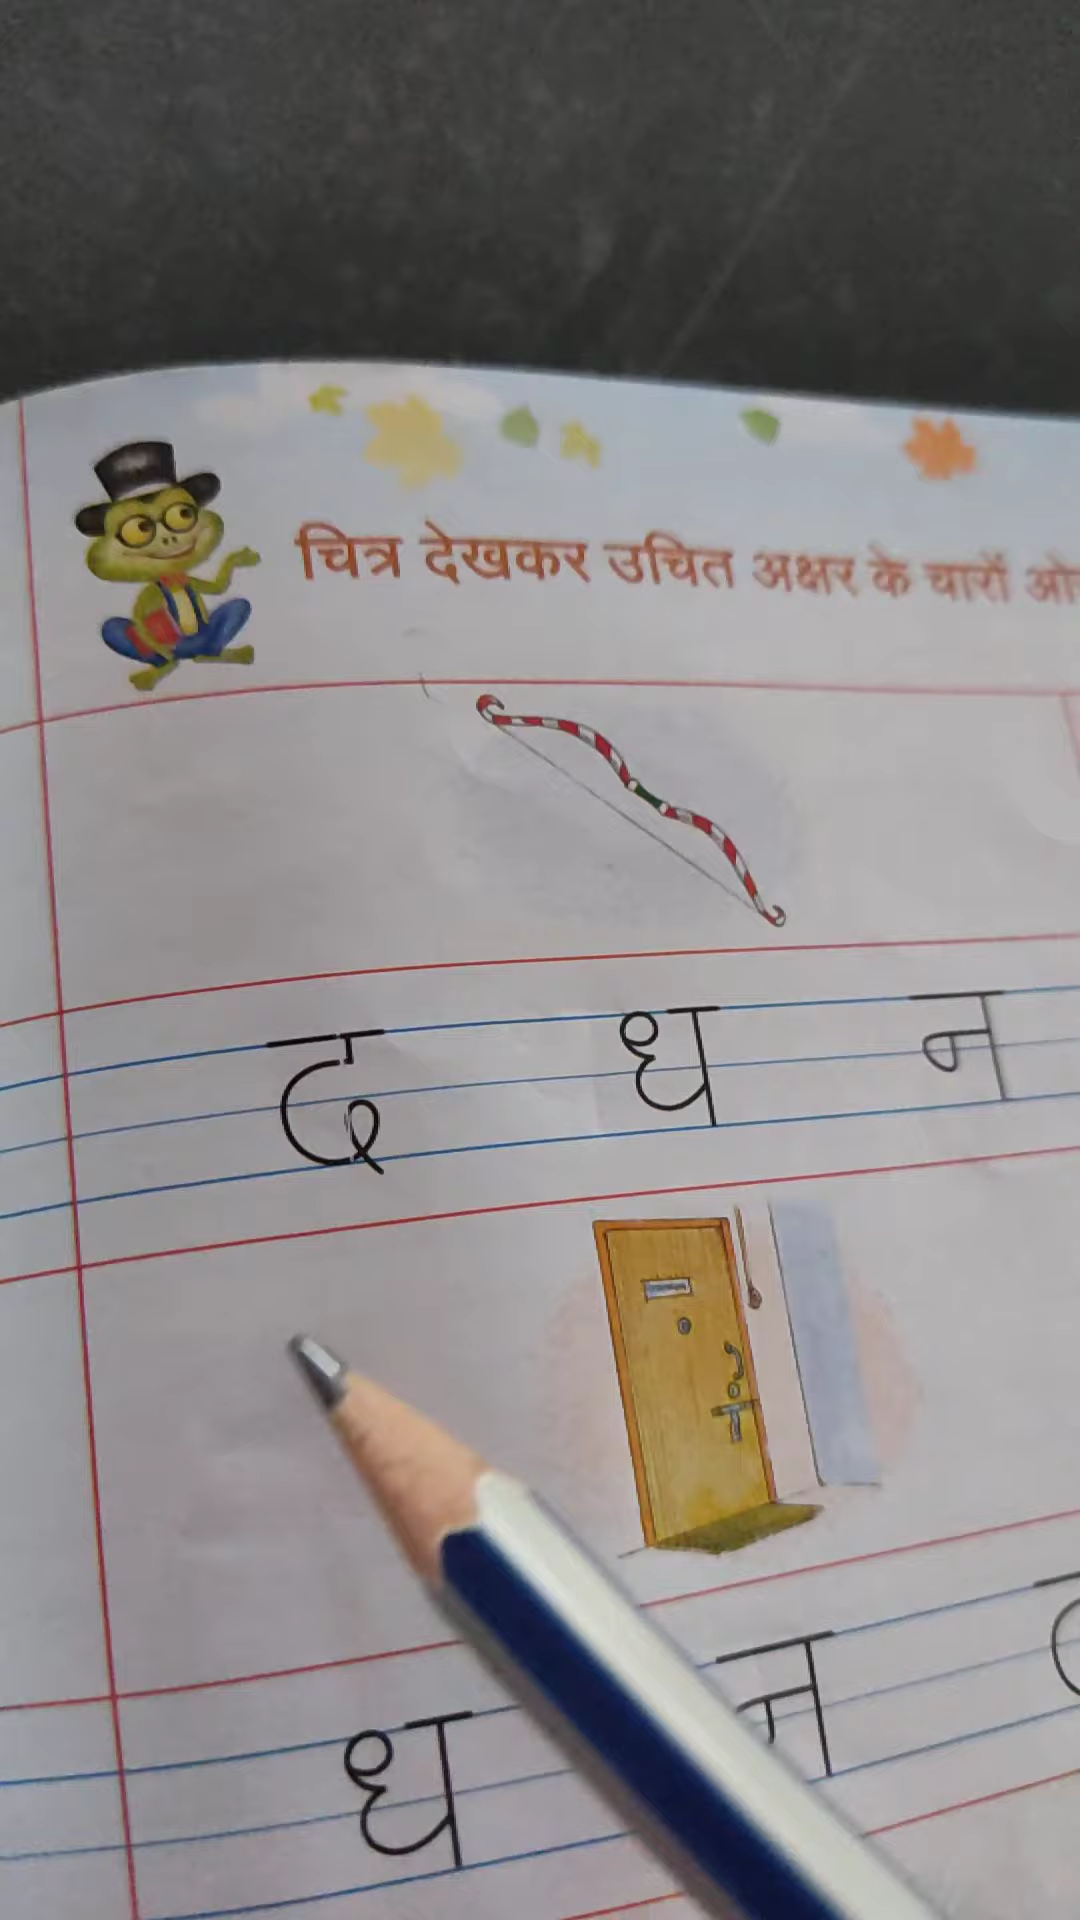 चित्र देखकर उचित अक्षर के चारों
द ध न
ध न